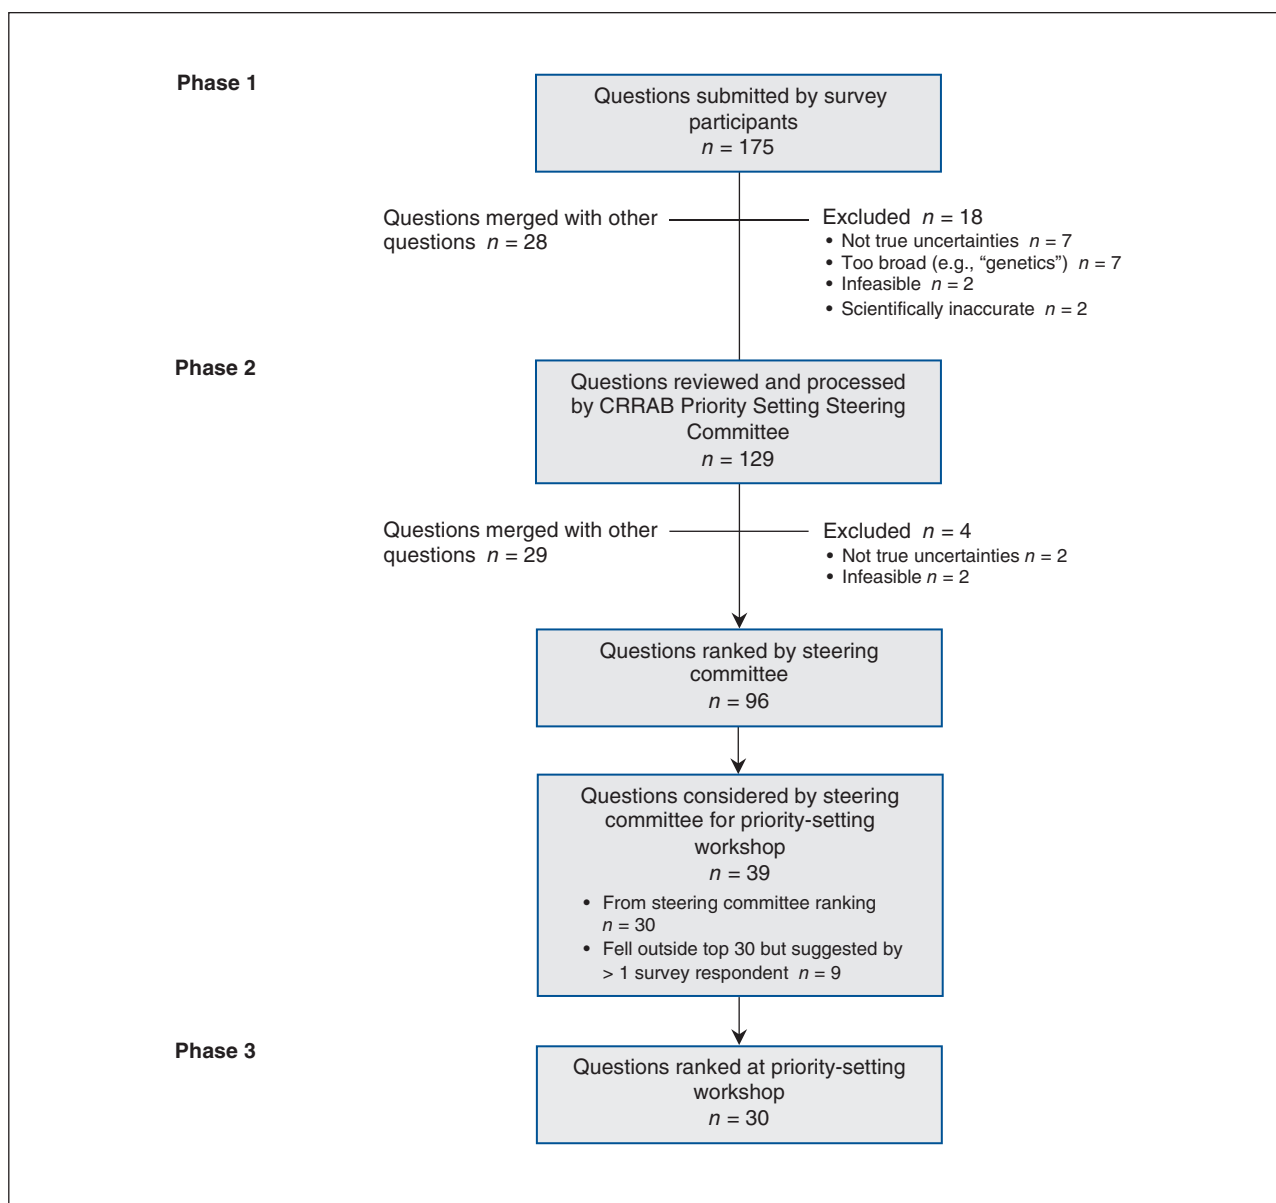 Phase 1
Questions submitted by survey
participants
n = 175
Questions merged with other
questions n = 28
Excluded n = 18
• Not true uncertainties n = 7
• Too broad (e.g., “genetics”) n = 7
• Infeasible n = 2
• Scientifically inaccurate n = 2
Phase 2
Questions reviewed and processed
by CRRAB Priority Setting Steering
Committee
n = 129
Questions merged with other
questions n = 29
Excluded n = 4
• Not true uncertainties n = 2
• Infeasible n = 2
Questions ranked by steering
committee
n = 96
Questions considered by steering
committee for priority-setting
workshop
n = 39
• From steering committee ranking
n = 30
• Fell outside top 30 but suggested by
> 1 survey respondent n = 9
Phase 3
Questions ranked at priority-setting
workshop
n = 30